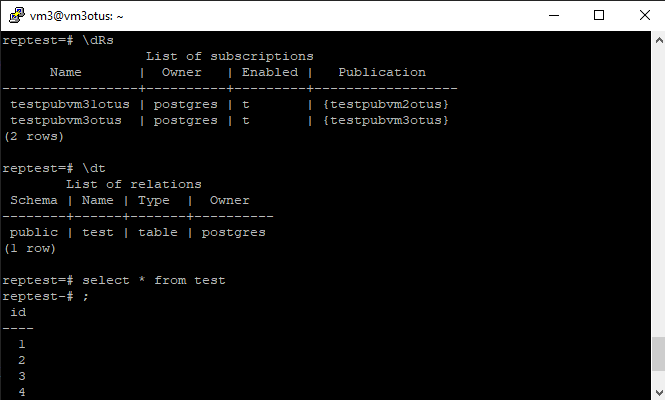 vm3@vm3otus: ~
reptest=# \dRs
List of subscriptions
Name | Owner | Enabled | Publication
-----------------+----------+---------+-----------------
testpubvm3lotus | postgres | t | {testpubvm2otus}
testpubvm3otus | postgres | t | {testpubvm3otus}
(2 rows)
reptest=# \dt
List of relations
Schema | Name | Type | Owner
--------+------+-------+----------
public | test | table | postgres
(1 row)
reptest=# select * from test
reptest-# ;
id
----
1
2
3
4